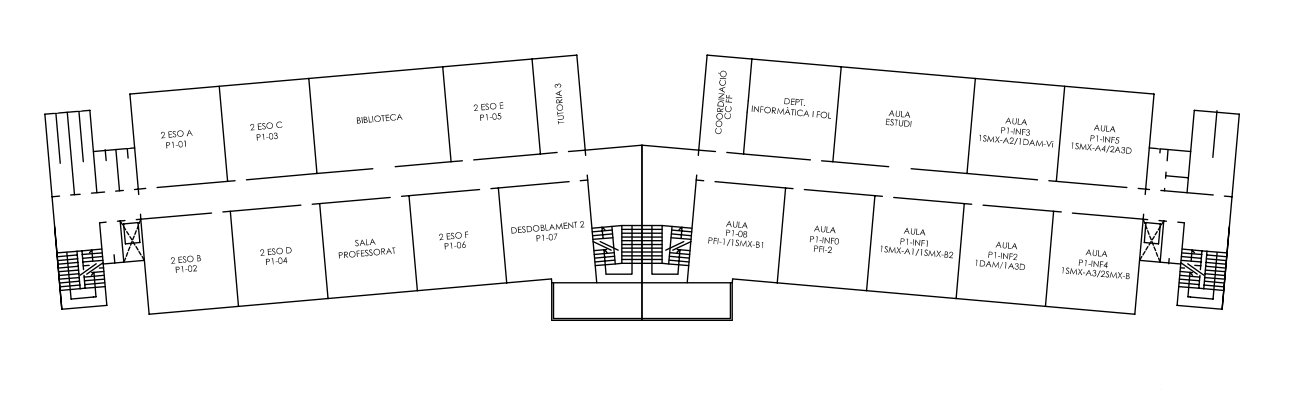 2 ESO A
P1-01
2 ESO C
P1-03
BIBLIOTECA
2 ESO E
P1-05
TUTORIA 3
COORDINACIÓ
CC FF
DEPT.
INFORMÀTICA I FOL
AULA
ESTUDI
AULA
P1-INF3
1SMX-A2/1DAM-Vi
AULA
P1-INF5
1SMX-A4/2A3D
2 ESO B
P1-02
2 ESO D
P1-04
SALA
PROFESSORAT
2 ESO F
P1-06
DESDOBLAMENT 2
P1-07
AULA
P1-08
PFI-1/1SMX-B1
AULA
P1-INF0
PFI-2
AULA
P1-INF1
1SMX-A1/1SMX-B2
AULA
P1-INF2
1DAM/1A3D
AULA
P1-INF4
1SMX-A3/2SMX-B